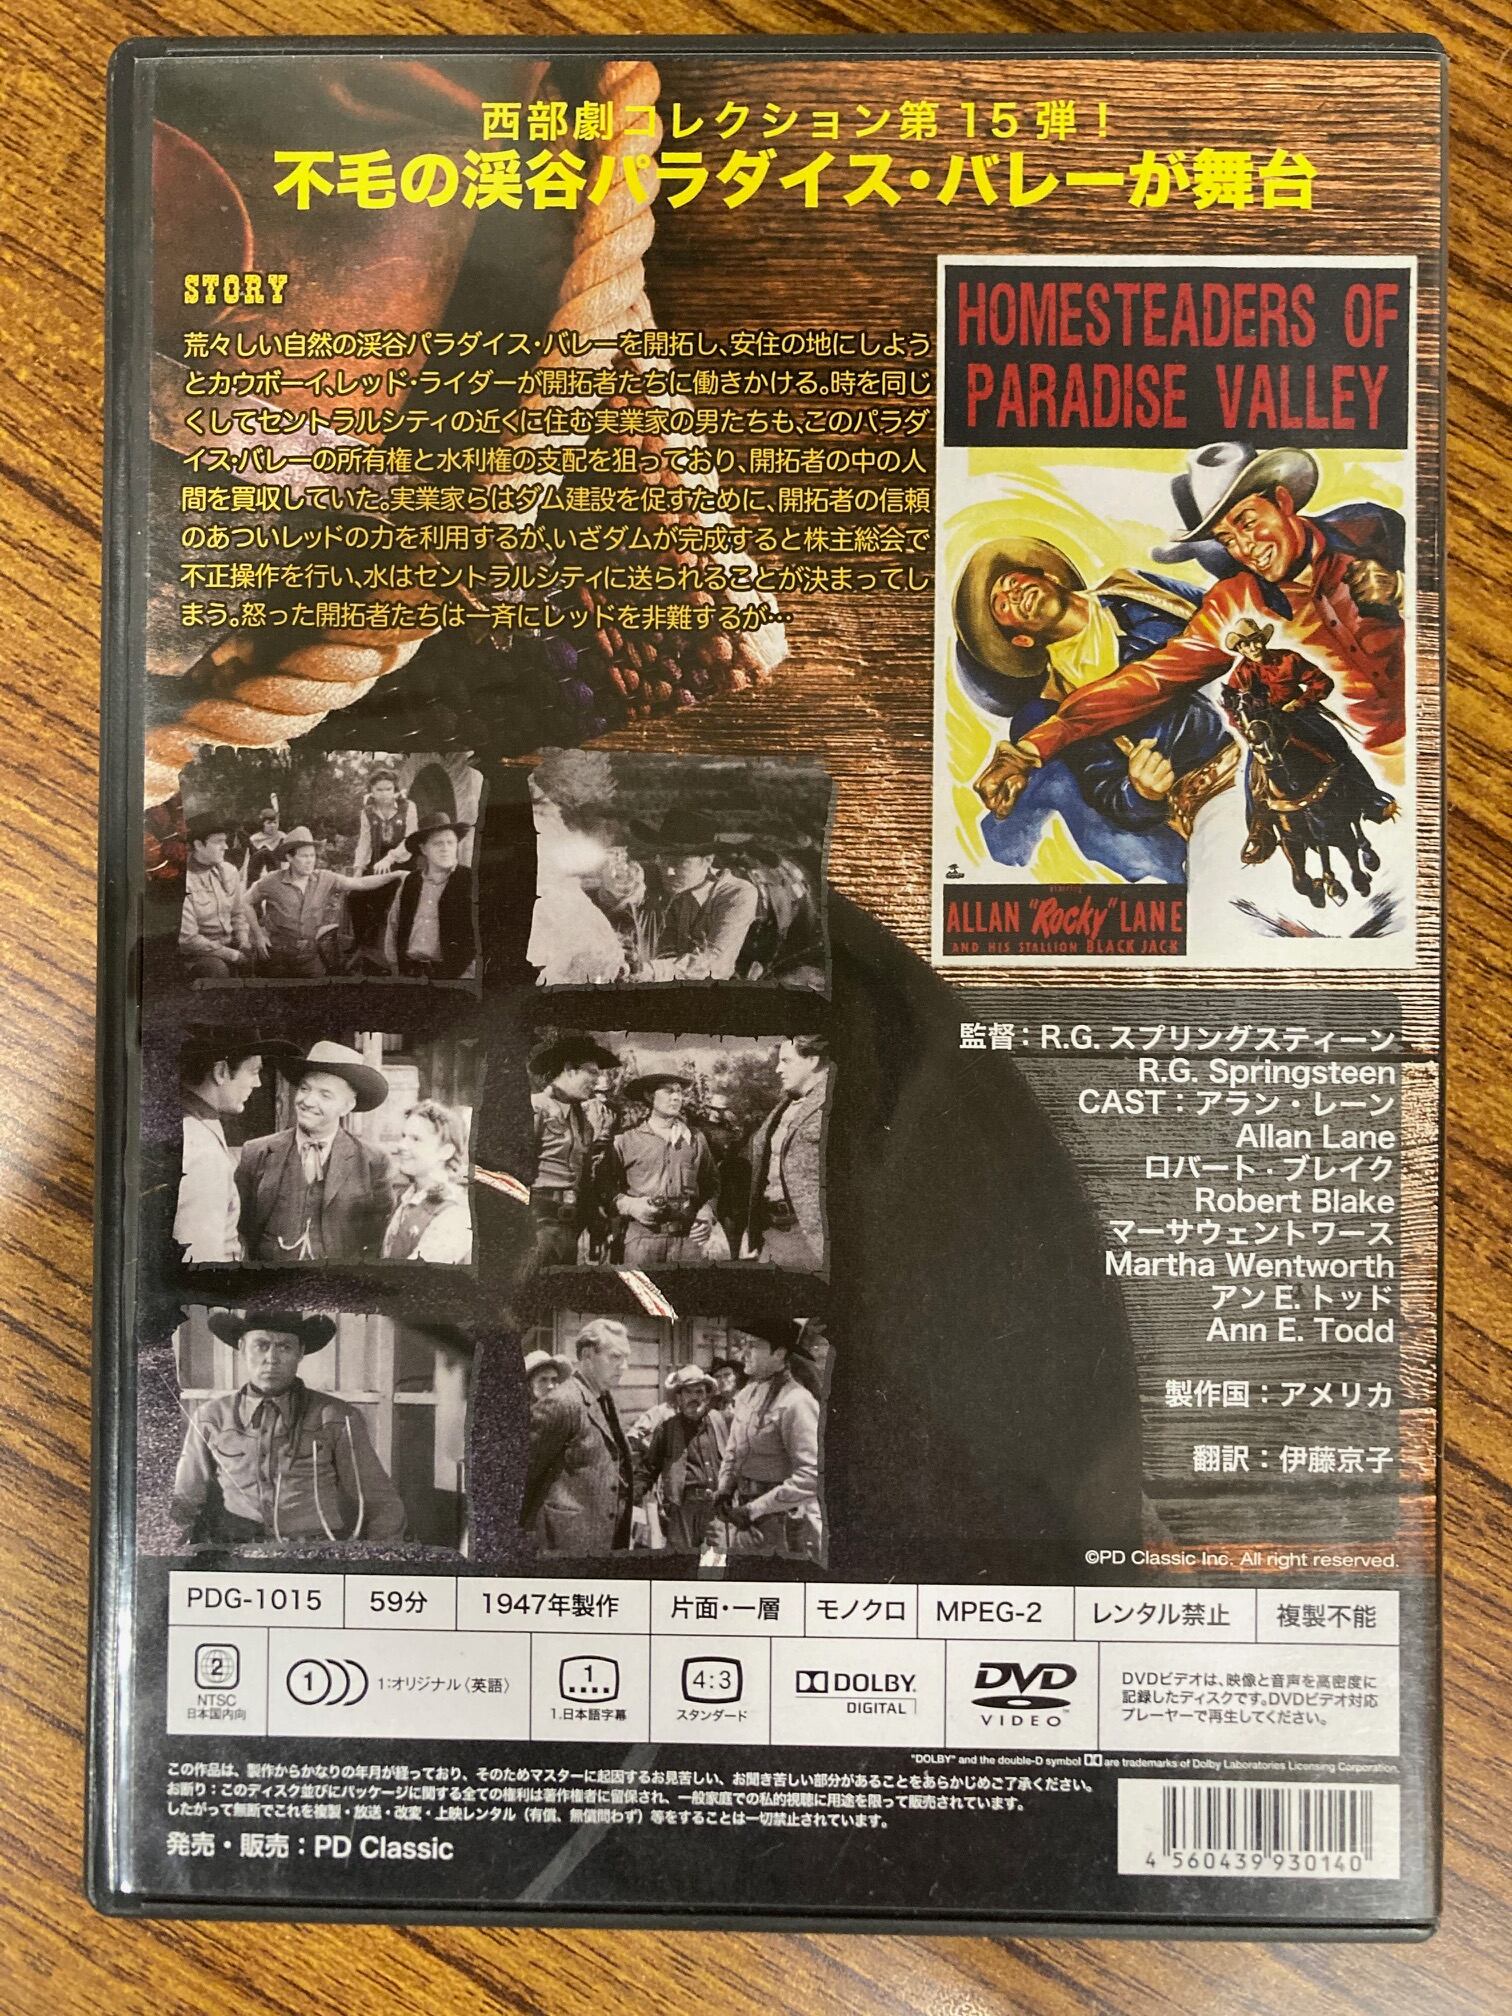 西部劇コレクション第15弾！
不毛の渓谷パラダイス・バレーが舞台
STORY
荒々しい自然の渓谷パラダイス・バレーを開拓し、安住の地にしよう
とカウボーイ、レッド・ライダーが開拓者たちに働きかける。時を同じ
くしてセントラルシティの近くに住む実業家の男たちも、このパラダ
イス・バレーの所有権と水利権の支配を狙っており、開拓者の中の人
間を買収していた。実業家らはダム建設を促すために、開拓者の信頼
のあついレッドの力を利用するが、いざダムが完成すると株主総会で
不正操作を行い、水はセントラルシティに送られることが決まってし
まう。怒った開拓者たちは一斉にレッドを非難するが…
HOMESTEADERS OF
PARADISE VALLEY
starring
ALLAN "Rocky" LANE
AND HIS STALLION BLACK JACK
監督：R.G. スプリングスティーン
R.G. Springsteen
CAST：アラン・レーン
Allan Lane
ロバート・ブレイク
Robert Blake
マーサウェントワース
Martha Wentworth
アン E. トッド
Ann E. Todd
製作国：アメリカ
翻訳：伊藤京子
©PD Classic Inc. All right reserved.
PDG-1015 59分 1947年製作 片面・一層 モノクロ MPEG-2 レンタル禁止 複製不能
2
NTSC
日本国内向
1 1:オリジナル〈英語〉
1
1.日本語字幕
4:3
スタンダード
DOLBY
DIGITAL
DVD
VIDEO
DVDビデオは、映像と音声を高密度に
記録したディスクです。DVDビデオ対応
プレーヤーで再生してください。
"DOLBY" and the double-D symbol are trademarks of Dolby Laboratories Licensing Corporation.
この作品は、製作からかなりの年月が経っており、そのためマスターに起因するお見苦しい、お聞き苦しい部分があることをあらかじめご了承ください。
お断り：このディスク並びにパッケージに関する全ての権利は著作権者に留保され、一般家庭での私的視聴に用途を限って販売されています。
したがって無断でこれを複製・放送・改変・上映レンタル（有償、無償問わず）等をすることは一切禁止されています。
発売・販売：PD Classic
4 560439 930140